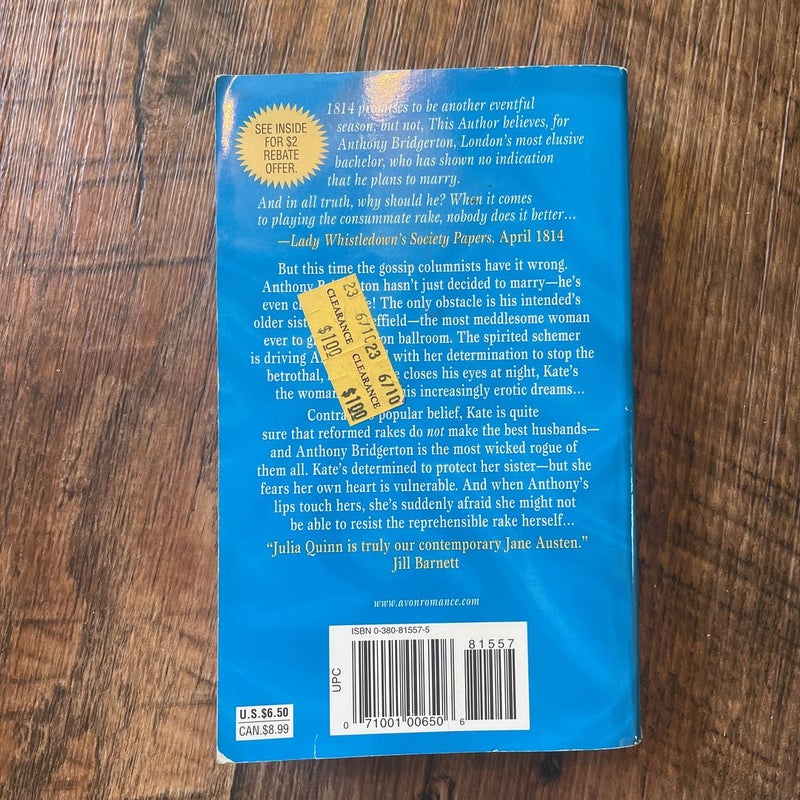 SEE INSIDE
FOR $2
REBATE
OFFER.
1814 promises to be another eventful
season, but not, This Author believes, for
Anthony Bridgerton, London's most elusive
bachelor, who has shown no indication
that he plans to marry.
And in all truth, why should he? When it comes
to playing the consummate rake, nobody does it better...
—Lady Whistledown's Society Papers, April 1814
But this time the gossip columnists have it wrong.
Anthony hasn't just decided to marry—he's
even The only obstacle is his intended's
older the most meddlesome woman
ever to ballroom. The spirited schemer
is driving with her determination to stop the
betrothal, closes his eyes at night, Kate's
the increasingly erotic dreams...
popular belief, Kate is quite
sure that reformed rakes do not make the best husbands—
and Anthony Bridgerton is the most wicked rogue of
them all. Kate's determined to protect her sister—but she
fears her own heart is vulnerable. And when Anthony's
lips touch hers, she's suddenly afraid she might not
be able to resist the reprehensible rake herself...
"Julia Quinn is truly our contemporary Jane Austen."
Jill Barnett
23 6/10
CLEARANCE
$100
23 6/10
CLEARANCE
$100
www.avonromance.com
ISBN 0-380-81557-5
81557
UPC
0 71001 00650 6
U.S.$6.50
CAN.$8.99